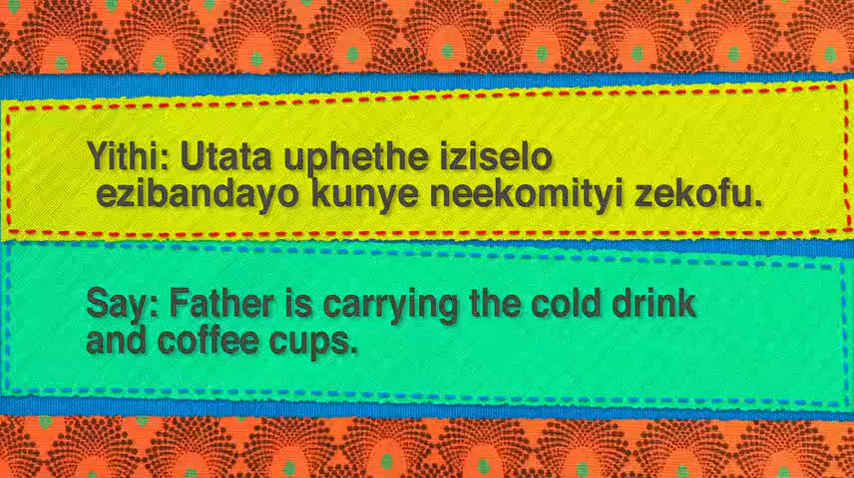 Yithi: Utata uphethe iziselo
ezibandayo kunye neekomityi zekofu.
Say: Father is carrying the cold drink
and coffee cups.